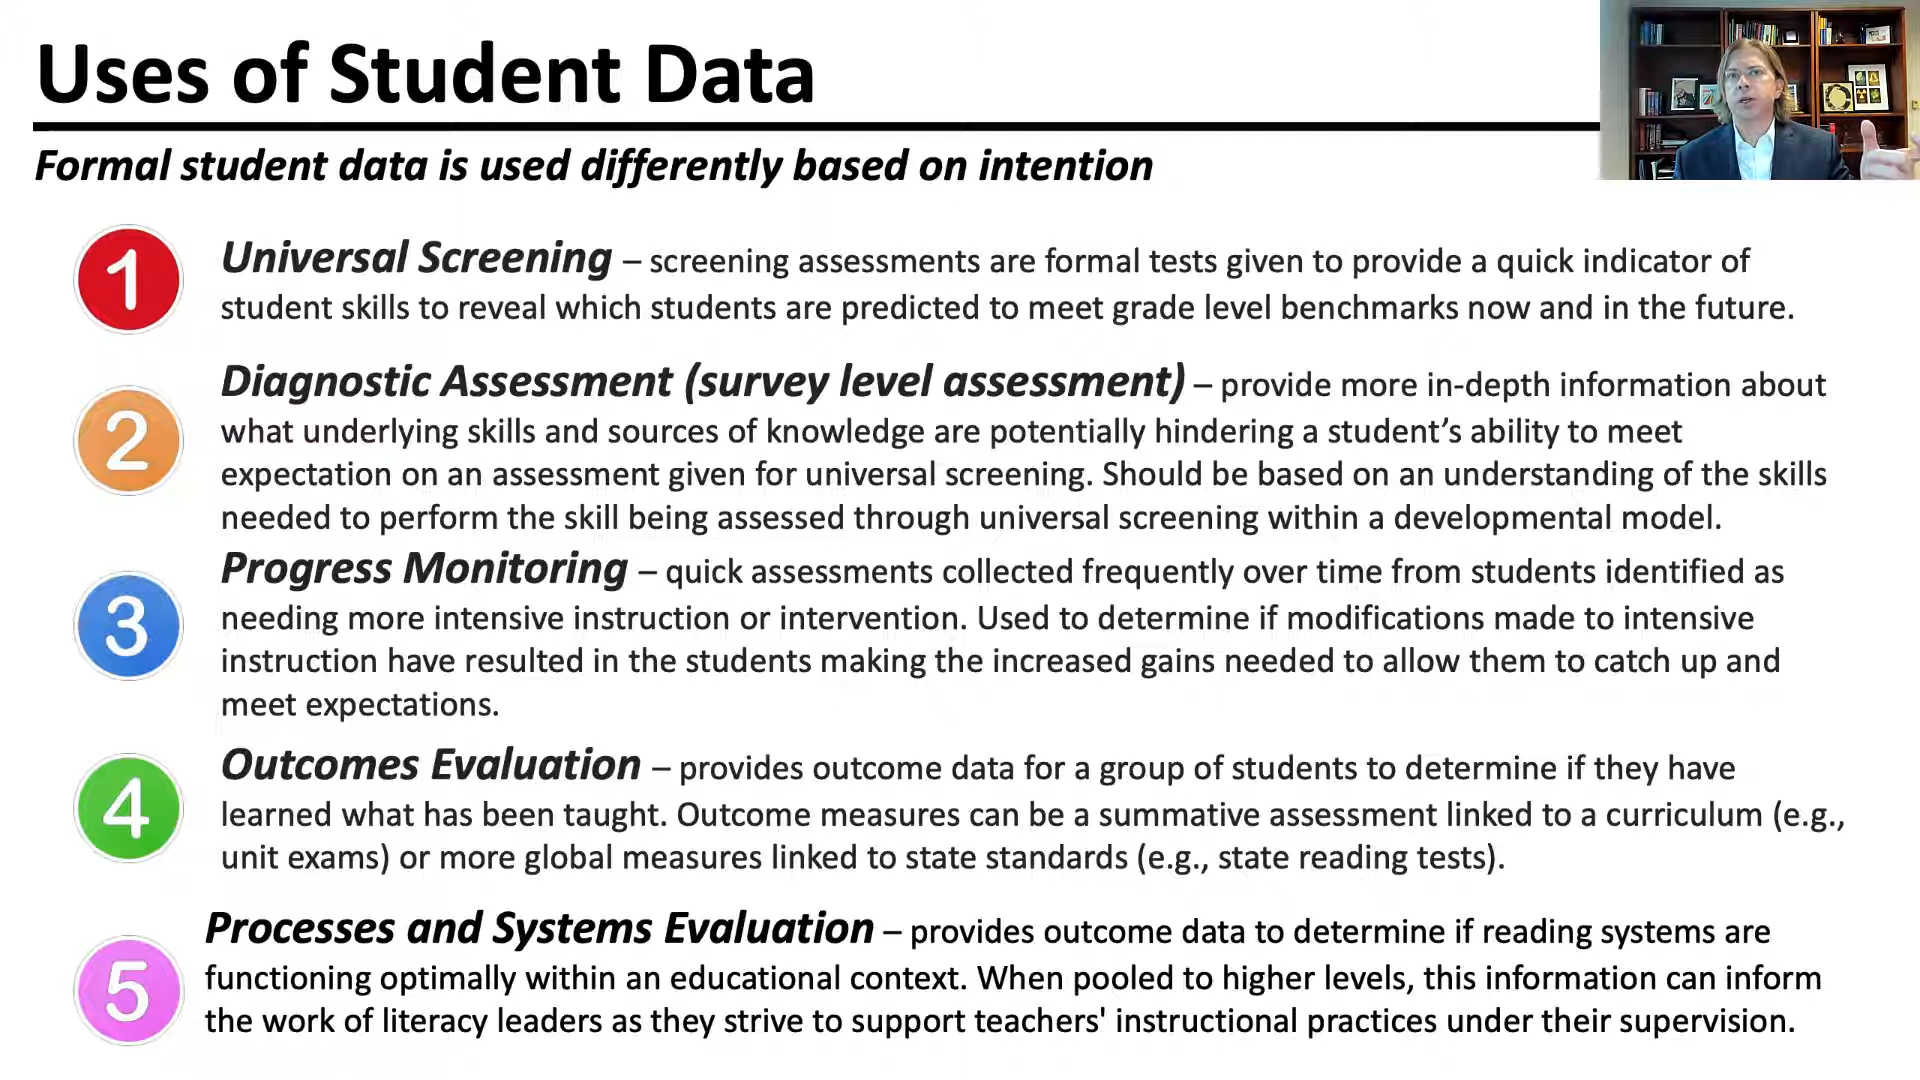 Uses of Student Data
Formal student data is used differently based on intention
1
Universal Screening – screening assessments are formal tests given to provide a quick indicator of
student skills to reveal which students are predicted to meet grade level benchmarks now and in the future.
2
Diagnostic Assessment (survey level assessment) – provide more in-depth information about
what underlying skills and sources of knowledge are potentially hindering a student’s ability to meet
expectation on an assessment given for universal screening. Should be based on an understanding of the skills
needed to perform the skill being assessed through universal screening within a developmental model.
3
Progress Monitoring – quick assessments collected frequently over time from students identified as
needing more intensive instruction or intervention. Used to determine if modifications made to intensive
instruction have resulted in the students making the increased gains needed to allow them to catch up and
meet expectations.
4
Outcomes Evaluation – provides outcome data for a group of students to determine if they have
learned what has been taught. Outcome measures can be a summative assessment linked to a curriculum (e.g.,
unit exams) or more global measures linked to state standards (e.g., state reading tests).
5
Processes and Systems Evaluation – provides outcome data to determine if reading systems are
functioning optimally within an educational context. When pooled to higher levels, this information can inform
the work of literacy leaders as they strive to support teachers' instructional practices under their supervision.